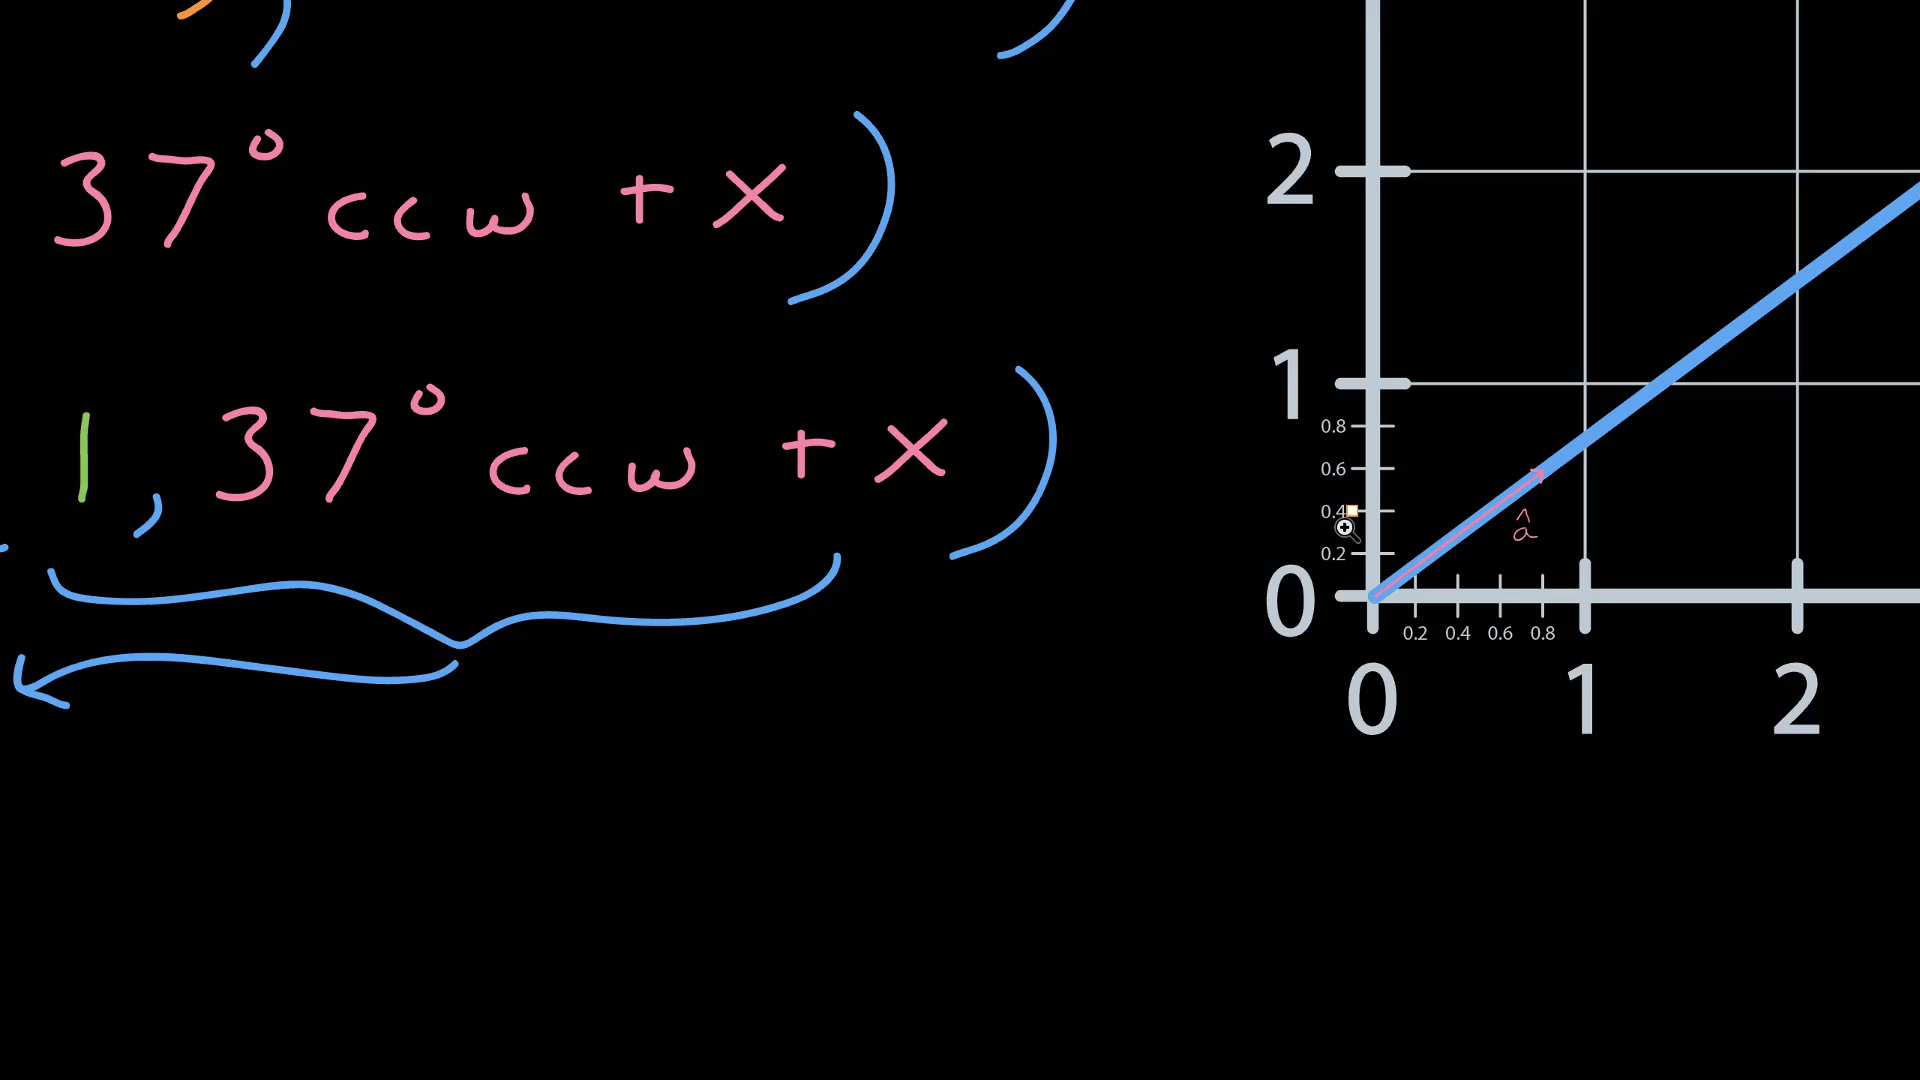 37° ccw + x)
1, 37° ccw + x)
2
1
0.8
0.6
0.4
0.2
0
â
0.2 0.4 0.6 0.8
0 1 2